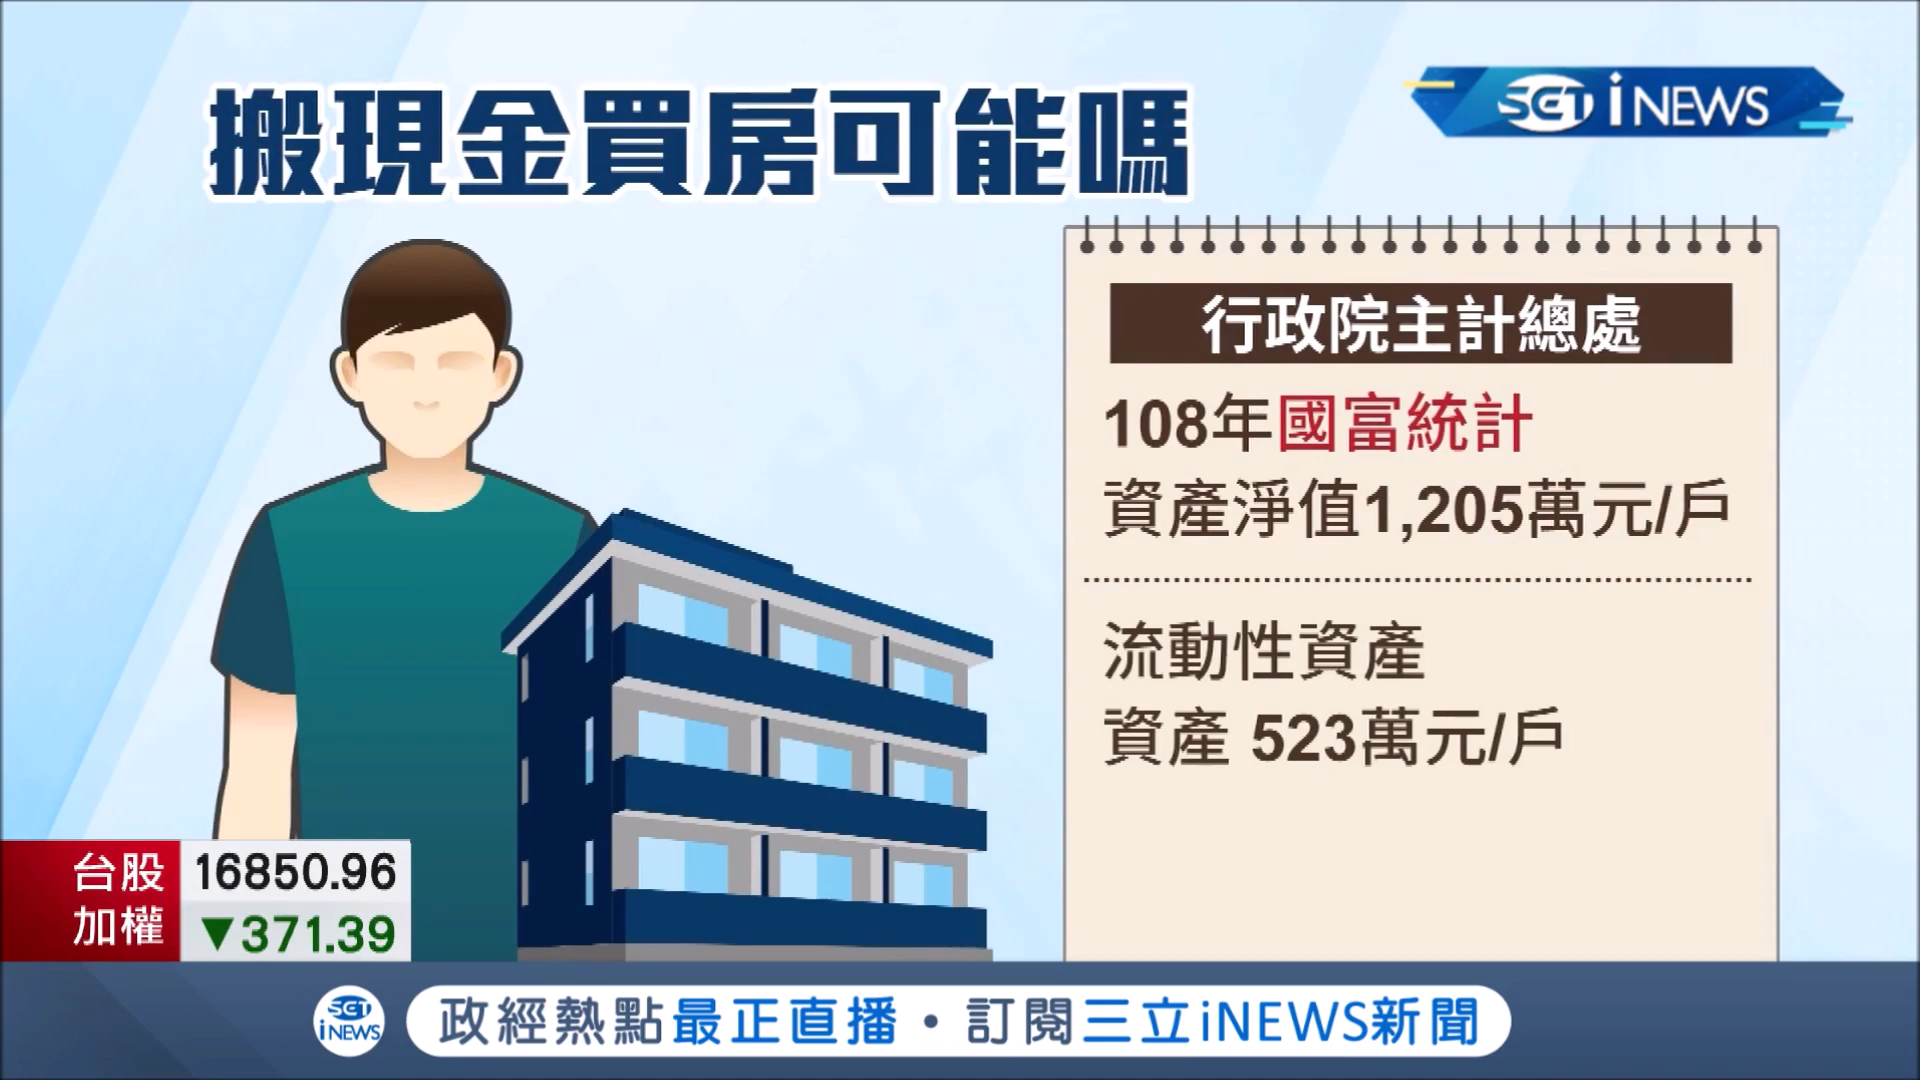 搬現金買房可能嗎
SET iNEWS
行政院主計總處
108年國富統計
資產淨值1,205萬元/戶
流動性資產
資產 523萬元/戶
台股
加權
16850.96
▼371.39
SET
iNEWS
政經熱點最正直播·訂閱三立iNEWS新聞